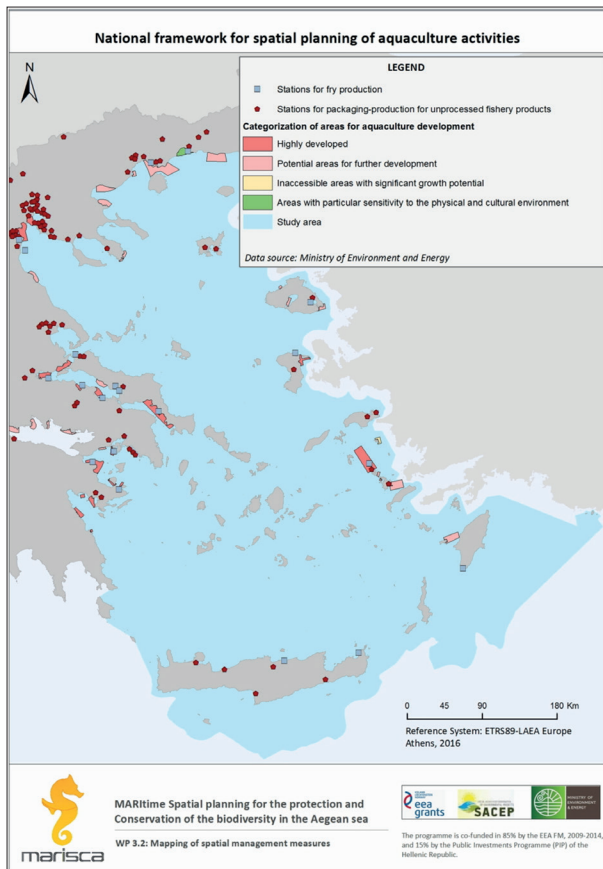 National framework for spatial planning of aquaculture activities
N
LEGEND
Stations for fry production
Stations for packaging-production for unprocessed fishery products
Categorization of areas for aquaculture development
Highly developed
Potential areas for further development
Inaccessible areas with significant growth potential
Areas with particular sensitivity to the physical and cultural environment
Study area
Data source: Ministry of Environment and Energy
0 45 90 180 Km
Reference System: ETRS89-LAEA Europe
Athens, 2016
marisca
MARItime Spatial planning for the protection and
Conservation of the biodiversity in the Aegean sea
WP 3.2: Mapping of spatial management measures
eea
grants
SACEP
MINISTRY OF
ENVIRONMENT
& ENERGY
The programme is co-funded in 85% by the EEA FM, 2009-2014,
and 15% by the Public Investments Programme (PIP) of the
Hellenic Republic.